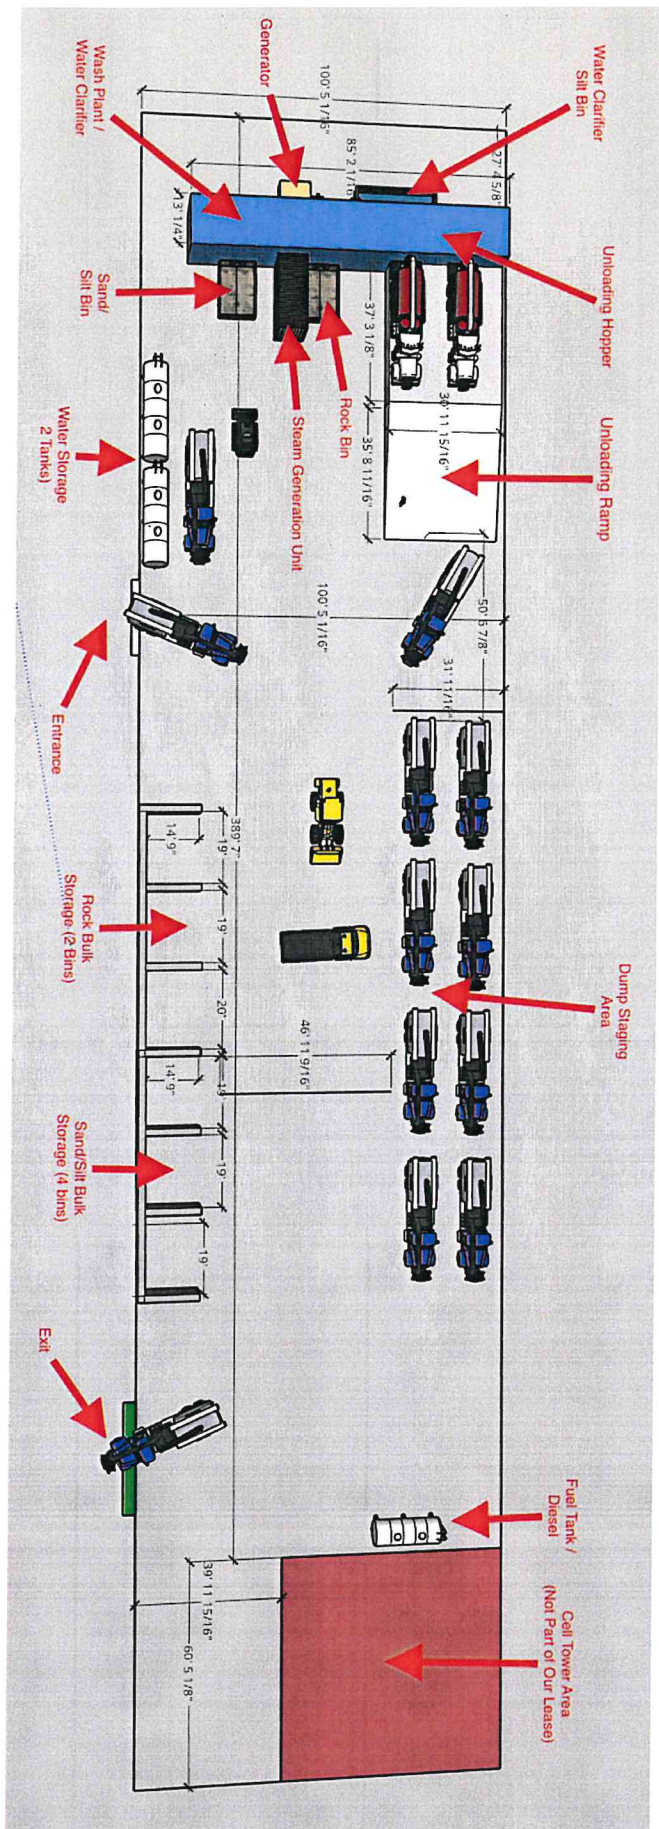 Water Clarifier
Silt Bin
Unloading Hopper
Unloading Ramp
Dump Staging
Area
Fuel Tank /
Diesel
Cell Tower Area
(Not Part of Our Lease)
27' 4 5/8"
100' 5 1/16"
85' 2 1/16"
13' 1/4"
37' 3 1/8"
30' 11 15/16"
35' 8 11/16"
31' 11/16"
100' 5 1/16"
46' 11 9/16"
389' 7"
19'
19'
20'
19'
19'
19'
14'9"
14'9"
39' 11 15/16"
60' 5 1/8"
Rock Bin
Steam Generation Unit
Generator
Wash Plant /
Water Clarifier
Sand/
Silt Bin
Water Storage
2 Tanks)
Entrance
Rock Bulk
Storage (2 Bins)
Sand/Silt Bulk
Storage (4 bins)
Exit